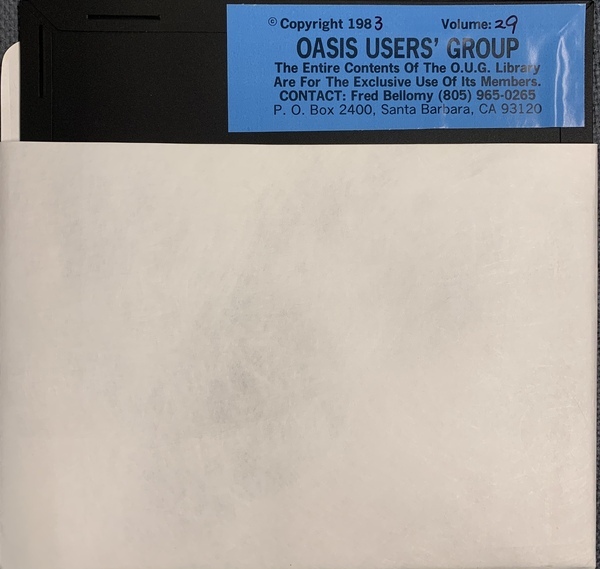 © Copyright 1983 Volume: 29
OASIS USERS' GROUP
The Entire Contents Of The O.U.G. Library
Are For The Exclusive Use Of Its Members.
CONTACT: Fred Bellomy (805) 965-0265
P. O. Box 2400, Santa Barbara, CA 93120